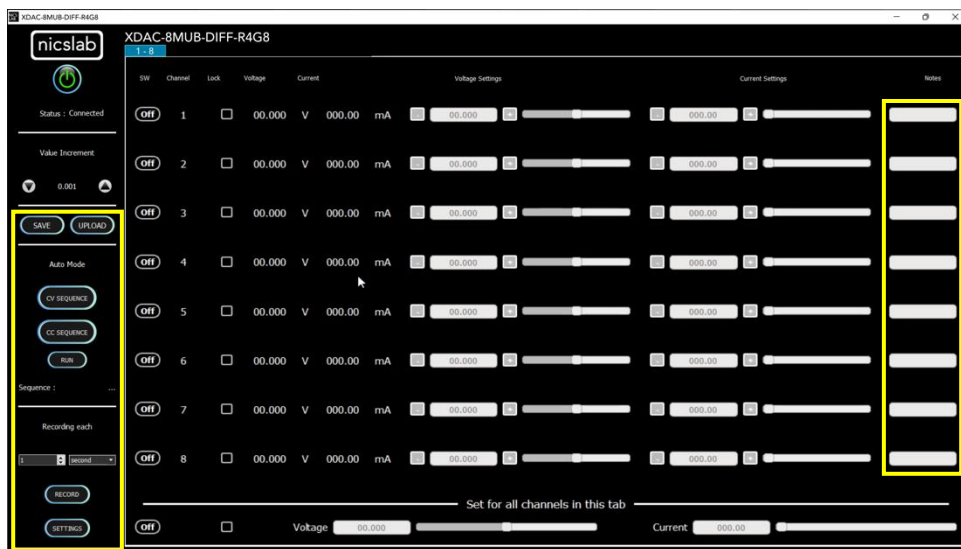 XDAC-8MUB-DIFF-R4G8
nicslab
XDAC-8MUB-DIFF-R4G8
1 - 8
SW Channel Lock Voltage Current Voltage Settings Current Settings Notes
Status : Connected
Off 1 00.000 V 000.00 mA - 00.000 + - 000.00 +
Value Increment
Off 2 00.000 V 000.00 mA - 00.000 + - 000.00 +
0.001
Off 3 00.000 V 000.00 mA - 00.000 + - 000.00 +
SAVE UPLOAD
Auto Mode
Off 4 00.000 V 000.00 mA - 00.000 + - 000.00 +
CV SEQUENCE
Off 5 00.000 V 000.00 mA - 00.000 + - 000.00 +
CC SEQUENCE
RUN
Off 6 00.000 V 000.00 mA - 00.000 + - 000.00 +
Sequence : ...
Off 7 00.000 V 000.00 mA - 00.000 + - 000.00 +
Recording each
1 second
Off 8 00.000 V 000.00 mA - 00.000 + - 000.00 +
RECORD
Set for all channels in this tab
SETTINGS
Off Voltage 00.000 Current 000.00